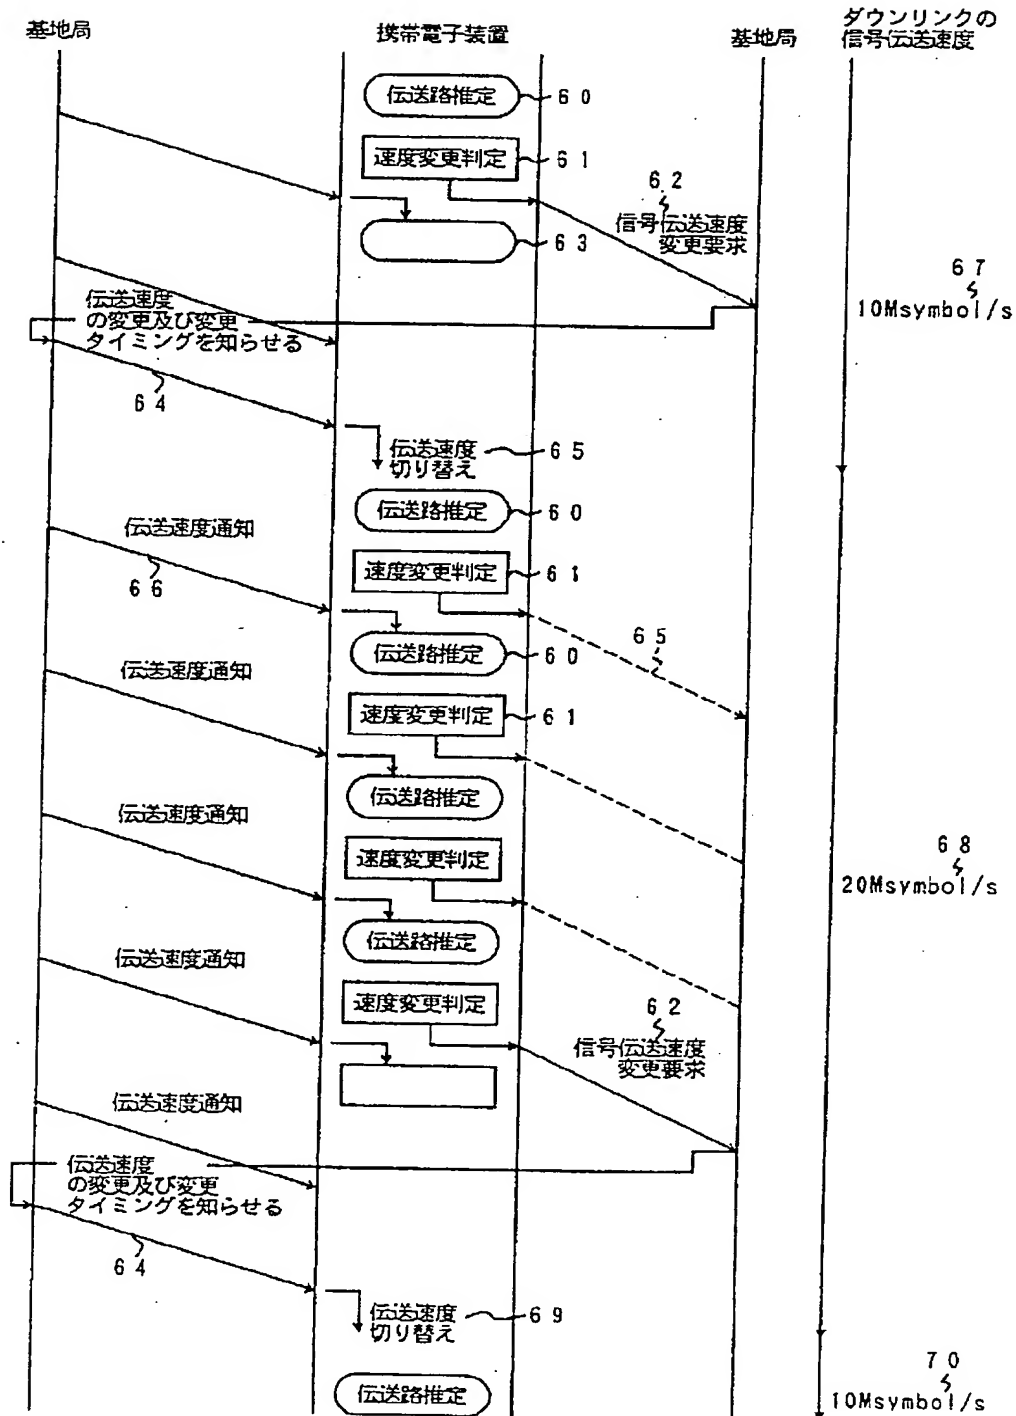 基地局
携帯電子装置
基地局
ダウンリンクの
信号伝送速度
伝送路推定
60
速度変更判定
61
62
信号伝送速度
変更要求
63
67
10Msymbol/s
伝送速度
の変更及び変更
タイミングを知らせる
64
伝送速度
切り替え
65
伝送路推定
60
伝送速度通知
66
速度変更判定
61
65
伝送路推定
60
伝送速度通知
速度変更判定
61
伝送路推定
伝送速度通知
速度変更判定
68
20Msymbol/s
伝送路推定
伝送速度通知
速度変更判定
62
信号伝送速度
変更要求
伝送速度通知
伝送速度
の変更及び変更
タイミングを知らせる
64
伝送速度
切り替え
69
70
10Msymbol/s
伝送路推定